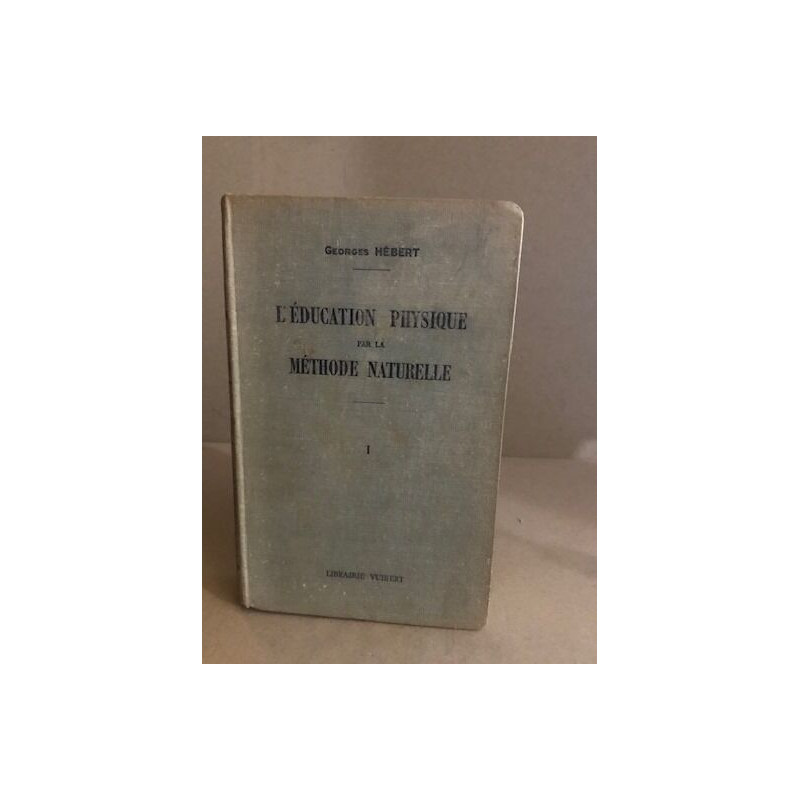 GEORGES HÉBERT
L'ÉDUCATION PHYSIQUE
PAR LA
MÉTHODE NATURELLE
I
LIBRAIRIE VUIBERT